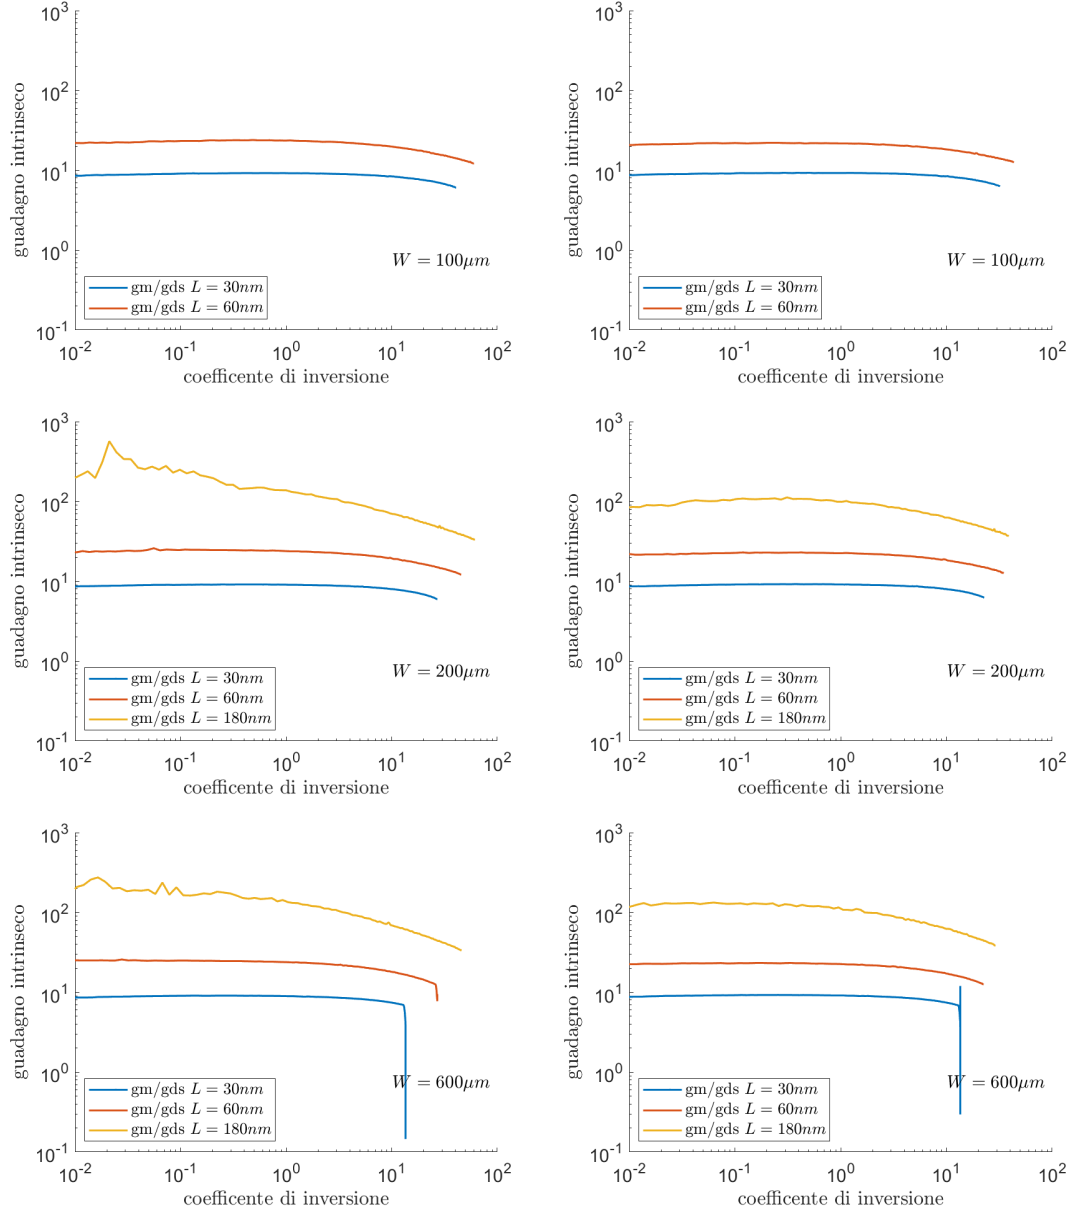 guadagno intrinseco
10^3
10^2
10^1
10^0
10^-1
W = 100μm
gm/gds L = 30nm
gm/gds L = 60nm
10^-2 10^-1 10^0 10^1 10^2
coefficente di inversione
guadagno intrinseco
10^3
10^2
10^1
10^0
10^-1
W = 100μm
gm/gds L = 30nm
gm/gds L = 60nm
10^-2 10^-1 10^0 10^1 10^2
coefficente di inversione
guadagno intrinseco
10^3
10^2
10^1
10^0
10^-1
W = 200μm
gm/gds L = 30nm
gm/gds L = 60nm
gm/gds L = 180nm
10^-2 10^-1 10^0 10^1 10^2
coefficente di inversione
guadagno intrinseco
10^3
10^2
10^1
10^0
10^-1
W = 200μm
gm/gds L = 30nm
gm/gds L = 60nm
gm/gds L = 180nm
10^-2 10^-1 10^0 10^1 10^2
coefficente di inversione
guadagno intrinseco
10^3
10^2
10^1
10^0
10^-1
W = 600μm
gm/gds L = 30nm
gm/gds L = 60nm
gm/gds L = 180nm
10^-2 10^-1 10^0 10^1 10^2
coefficente di inversione
guadagno intrinseco
10^3
10^2
10^1
10^0
10^-1
W = 600μm
gm/gds L = 30nm
gm/gds L = 60nm
gm/gds L = 180nm
10^-2 10^-1 10^0 10^1 10^2
coefficente di inversione